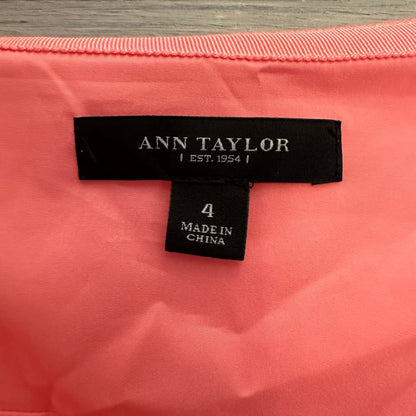 ANN TAYLOR
| EST. 1954 |
4
MADE IN
CHINA